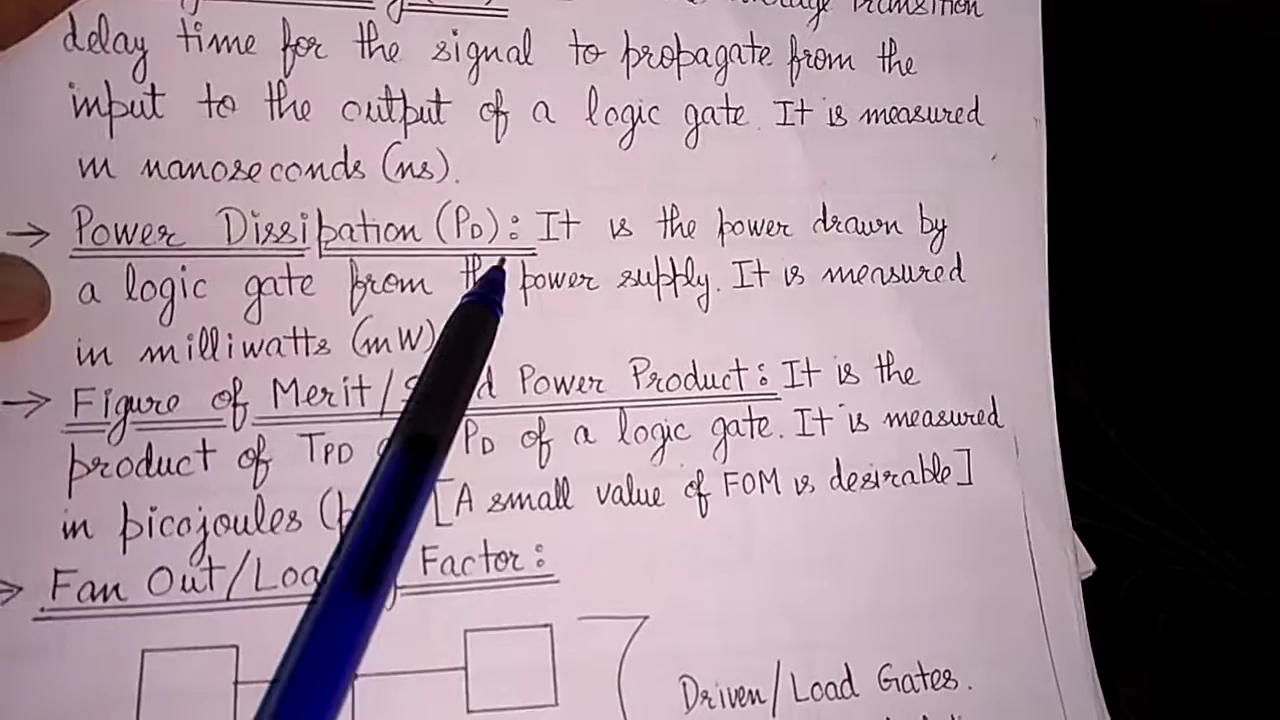 Transition
delay time for the signal to propagate from the
input to the output of a logic gate. It is measured
in nanoseconds (ns).
→ Power Dissipation (PD): It is the power drawn by
a logic gate from the power supply. It is measured
in milliwatts (mW)
→ Figure of Merit/ Power Product: It is the
product of TPD PD of a logic gate. It is measured
in picojoules ( [A small value of FOM is desirable]
→ Fan Out/Loading Factor:
Driven/Load Gates.